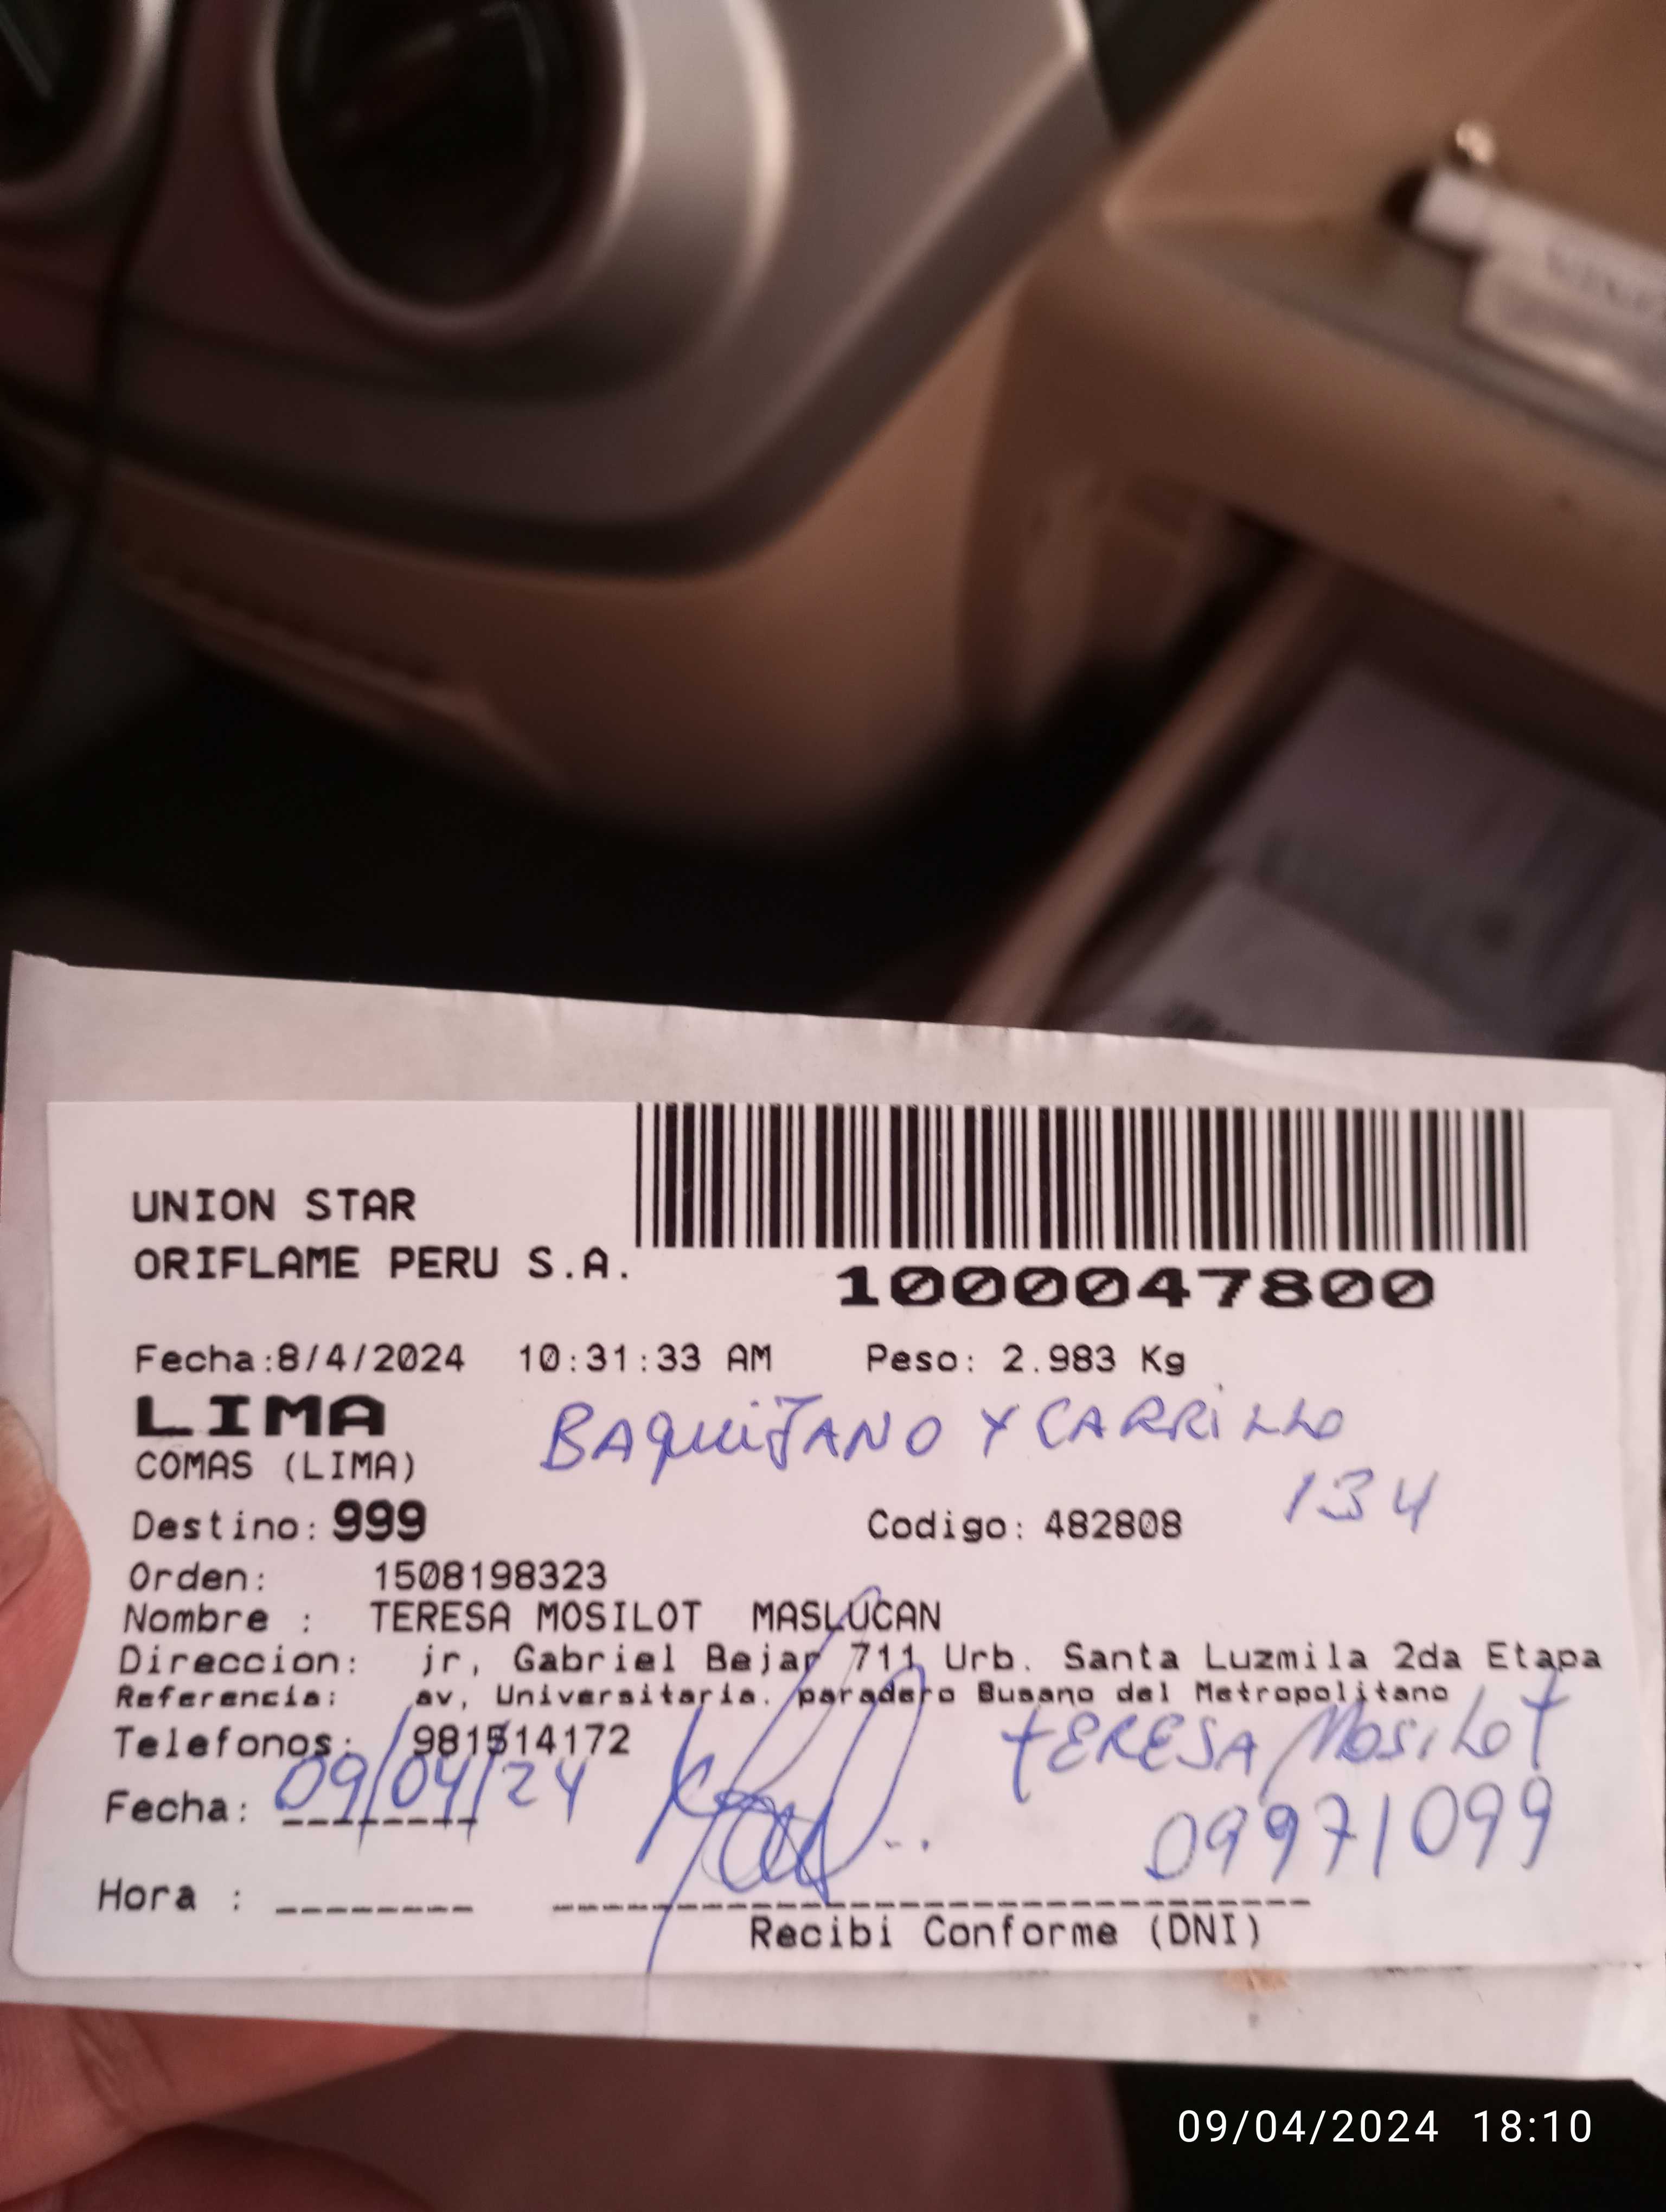 UNION STAR
ORIFLAME PERU S.A.
1000047800
Fecha:8/4/2024 10:31:33 AM Peso: 2.983 Kg
LIMA
BAQUIJANO Y CARRILLO
COMAS (LIMA)
134
Destino: 999 Codigo: 482808
Orden: 1508198323
Nombre : TERESA MOSILOT MASLUCAN
Direccion: jr, Gabriel Bejar 711 Urb. Santa Luzmila 2da Etapa
Referencia: av, Universitaria. paradero Busano del Metropolitano
Telefonos: 981514172
TERESA MOSILOT
Fecha: 09/04/24
09971099
Hora :
Recibi Conforme (DNI)
09/04/2024 18:10